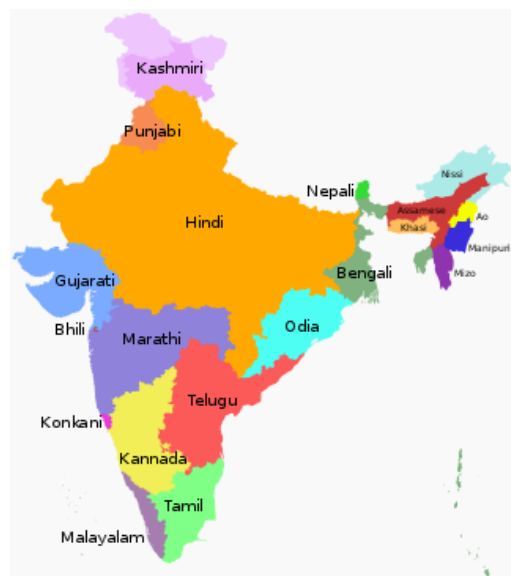 Kashmiri
Punjabi
Nissi
Nepali
Assamese
Ao
Hindi
Khasi
Manipuri
Bengali
Mizo
Gujarati
Bhili
Marathi
Odia
Telugu
Konkani
Kannada
Tamil
Malayalam